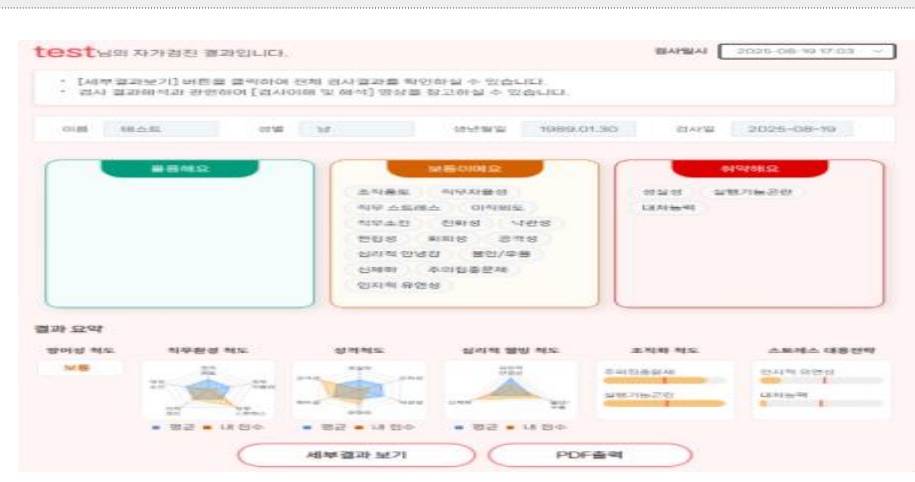 test님의 자가검진 결과입니다.
검사일시 2025-08-19 17:03
· [세부결과보기] 버튼을 클릭하여 전체 검사결과를 확인하실 수 있습니다.
· 검사 결과해석과 관련하여 [검사이해 및 해석] 영상을 참고하실 수 있습니다.
이름 테스트 성별 남 생년월일 1989.01.30 검사일 2025-08-19
훌륭해요
보통이에요
취약해요
조직풍토 직무자율성
직무 스트레스 이직의도
직무소진 친화성 낙관성
편집성 회피성 공격성
심리적 안녕감 불안/우울
신체화 주의집중문제
인지적 유연성
성실성 실행기능곤란
대처능력
결과 요약
방어성 척도 직무환경 척도 성격척도 심리적 웰빙 척도 조직화 척도 스트레스 대응전략
보통
주의집중문제
실행기능곤란
인지적 유연성
대처능력
평균 내 점수
평균 내 점수
평균 내 점수
세부결과 보기
PDF출력